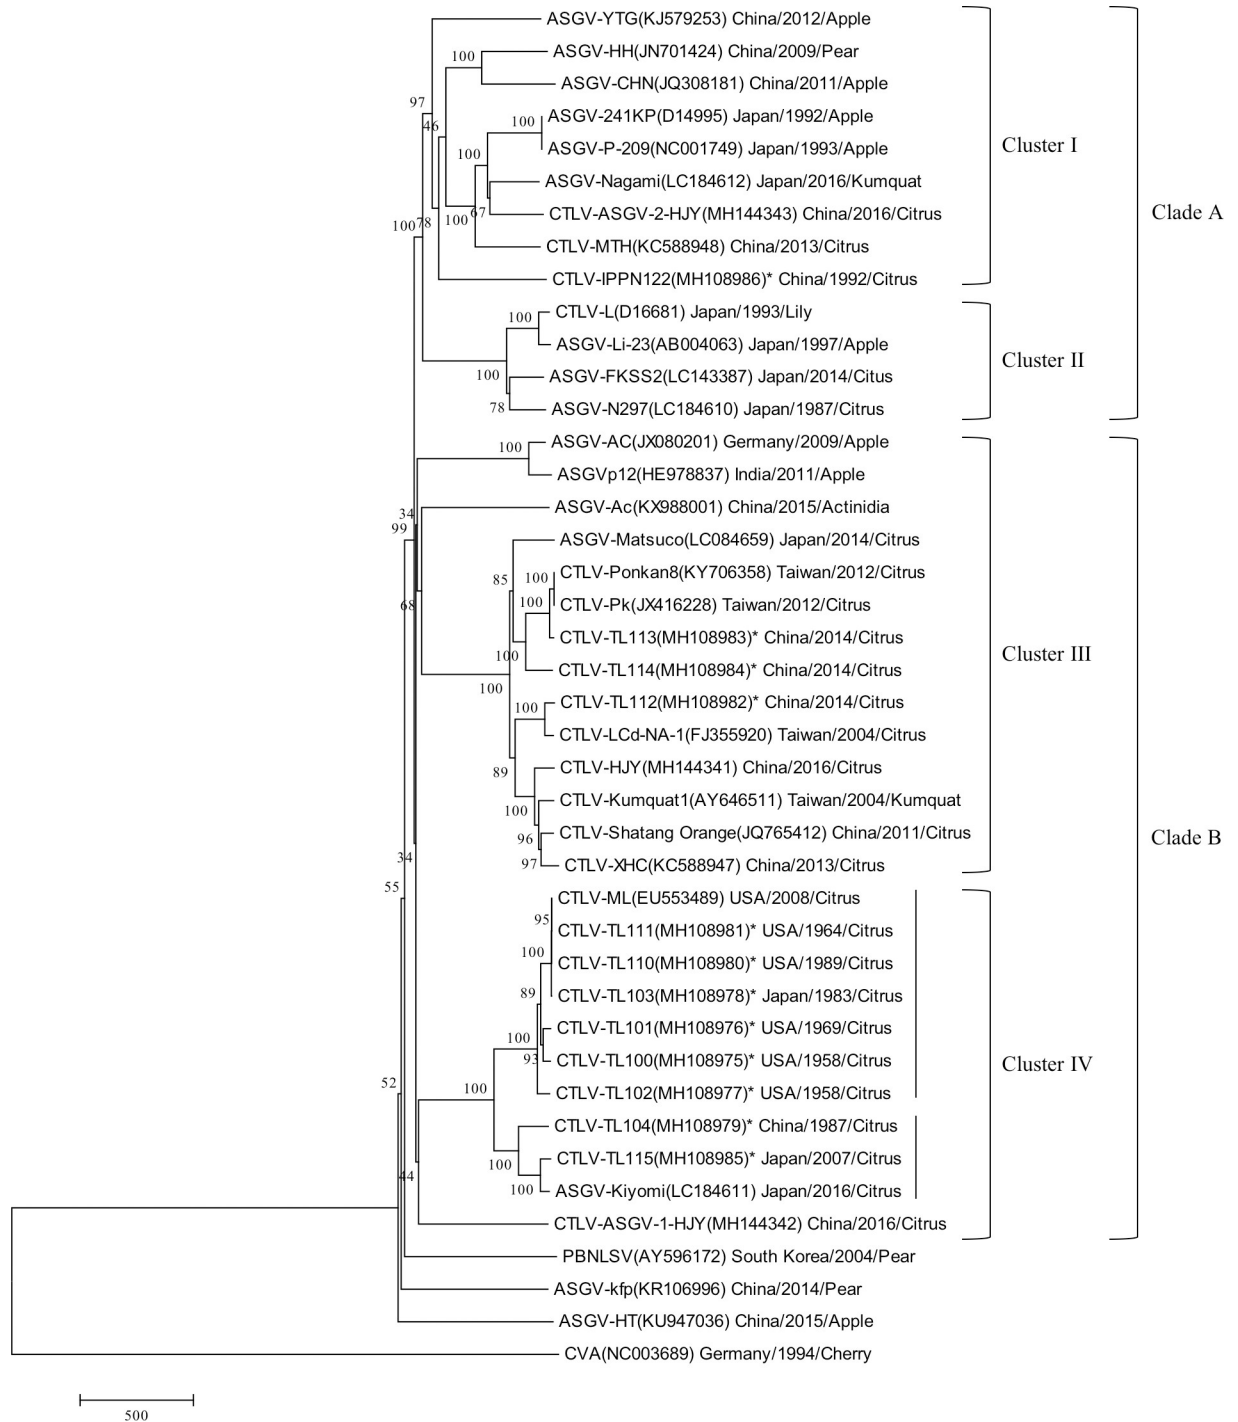 ASGV-YTG(KJ579253) China/2012/Apple
ASGV-HH(JN701424) China/2009/Pear
100
ASGV-CHN(JQ308181) China/2011/Apple
97
ASGV-241KP(D14995) Japan/1992/Apple
100
46
Cluster I
ASGV-P-209(NC001749) Japan/1993/Apple
100
ASGV-Nagami(LC184612) Japan/2016/Kumquat
67
CTLV-ASGV-2-HJY(MH144343) China/2016/Citrus
Clade A
100
78
100
CTLV-MTH(KC588948) China/2013/Citrus
CTLV-IPPN122(MH108986)* China/1992/Citrus
CTLV-L(D16681) Japan/1993/Lily
100
ASGV-Li-23(AB004063) Japan/1997/Apple
Cluster II
100
ASGV-FKSS2(LC143387) Japan/2014/Citus
78
ASGV-N297(LC184610) Japan/1987/Citrus
ASGV-AC(JX080201) Germany/2009/Apple
100
ASGVp12(HE978837) India/2011/Apple
ASGV-Ac(KX988001) China/2015/Actinidia
34
99
ASGV-Matsuco(LC084659) Japan/2014/Citrus
85
CTLV-Ponkan8(KY706358) Taiwan/2012/Citrus
100
100
CTLV-Pk(JX416228) Taiwan/2012/Citrus
68
CTLV-TL113(MH108983)* China/2014/Citrus
Cluster III
100
CTLV-TL114(MH108984)* China/2014/Citrus
100
CTLV-TL112(MH108982)* China/2014/Citrus
100
CTLV-LCd-NA-1(FJ355920) Taiwan/2004/Citrus
89
CTLV-HJY(MH144341) China/2016/Citrus
100
CTLV-Kumquat1(AY646511) Taiwan/2004/Kumquat
96
CTLV-Shatang Orange(JQ765412) China/2011/Citrus
Clade B
34
97
CTLV-XHC(KC588947) China/2013/Citrus
55
CTLV-ML(EU553489) USA/2008/Citrus
95
CTLV-TL111(MH108981)* USA/1964/Citrus
100
CTLV-TL110(MH108980)* USA/1989/Citrus
89
CTLV-TL103(MH108978)* Japan/1983/Citrus
CTLV-TL101(MH108976)* USA/1969/Citrus
100
93
CTLV-TL100(MH108975)* USA/1958/Citrus
Cluster IV
52
100
CTLV-TL102(MH108977)* USA/1958/Citrus
CTLV-TL104(MH108979)* China/1987/Citrus
100
CTLV-TL115(MH108985)* Japan/2007/Citrus
44
100
ASGV-Kiyomi(LC184611) Japan/2016/Citrus
CTLV-ASGV-1-HJY(MH144342) China/2016/Citrus
PBNLSV(AY596172) South Korea/2004/Pear
ASGV-kfp(KR106996) China/2014/Pear
ASGV-HT(KU947036) China/2015/Apple
CVA(NC003689) Germany/1994/Cherry
500